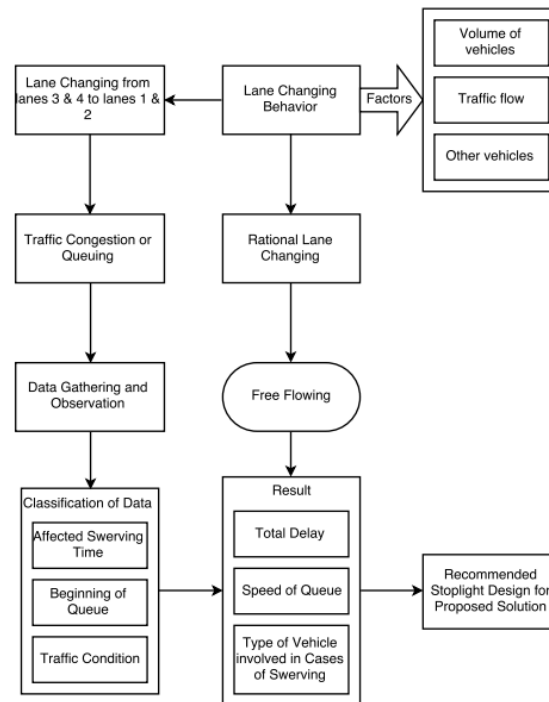 Volume of
vehicles
Lane Changing from
lanes 3 & 4 to lanes 1 &
2
Lane Changing
Behavior
Factors
Traffic flow
Other vehicles
Traffic Congestion or
Queuing
Rational Lane
Changing
Data Gathering and
Observation
Free Flowing
Classification of Data
Affected Swerving
Time
Beginning of
Queue
Traffic Condition
Result
Total Delay
Speed of Queue
Type of Vehicle
involved in Cases
of Swerving
Recommended
Stoplight Design for
Proposed Solution